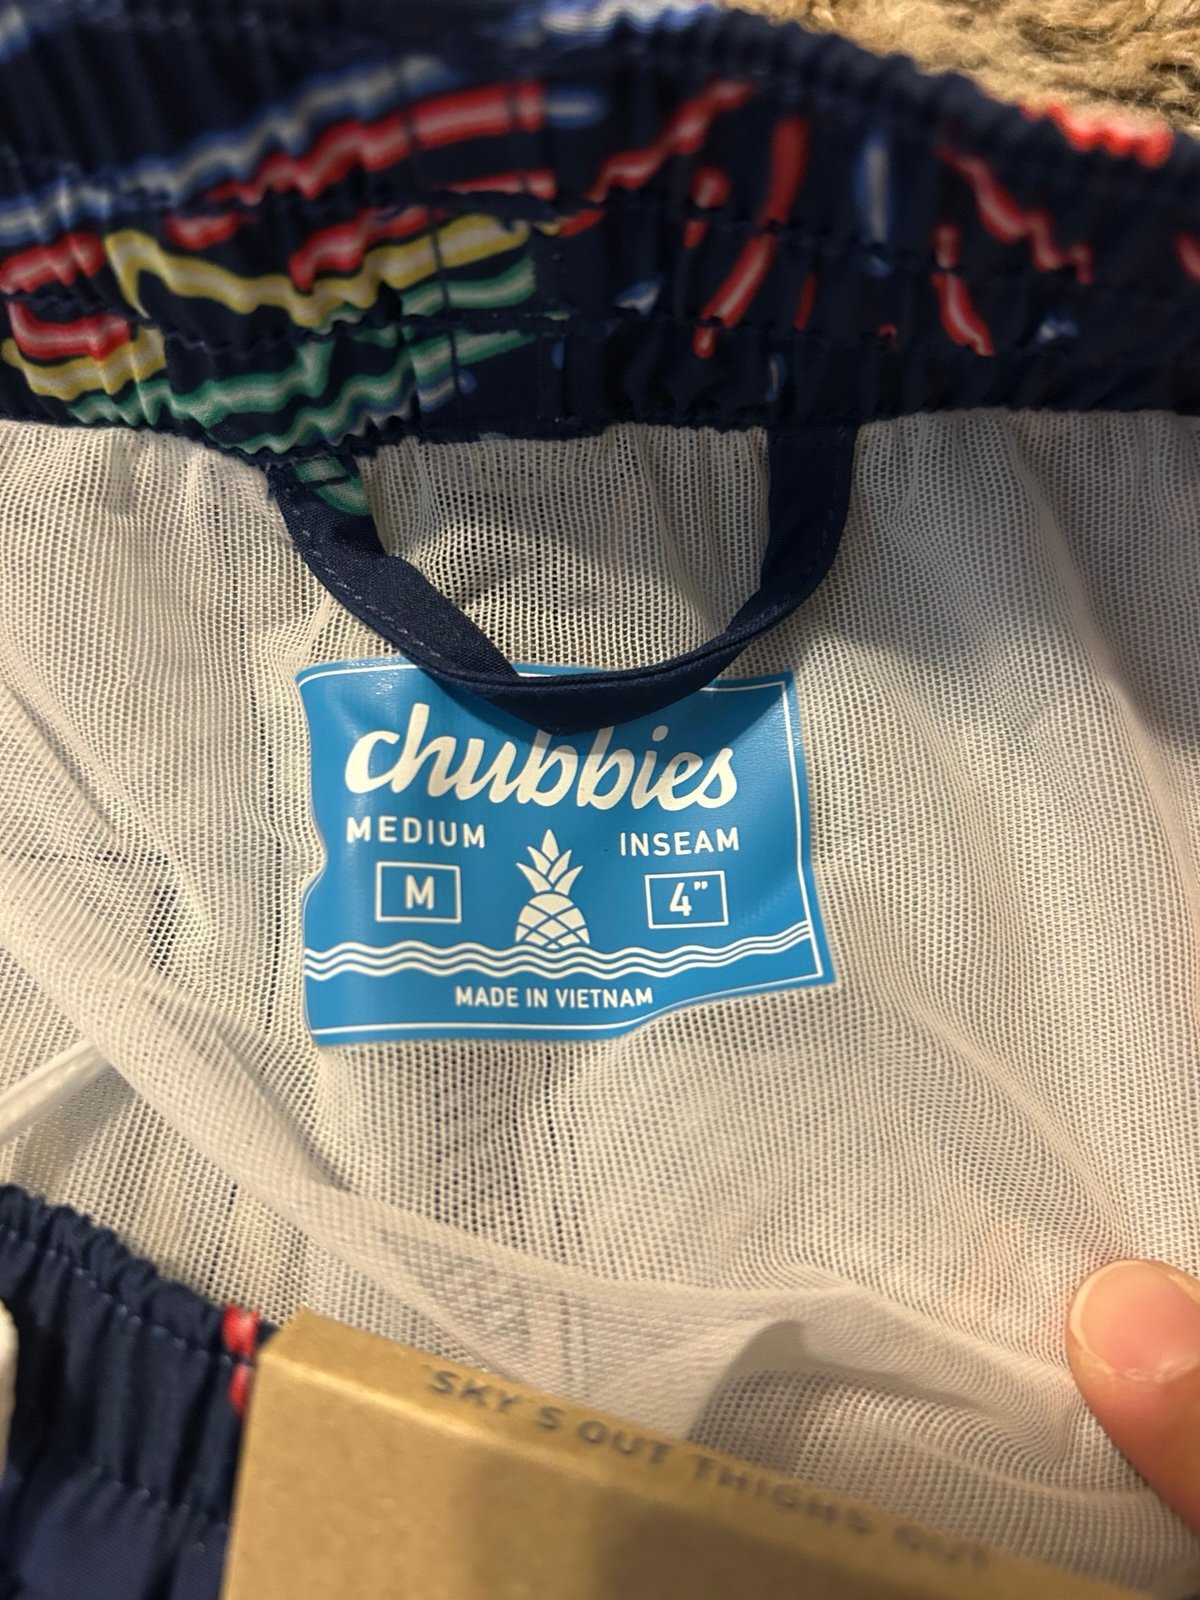 chubbies
MEDIUM INSEAM
M 4"
MADE IN VIETNAM
SKY'S OUT THIGHS OUT